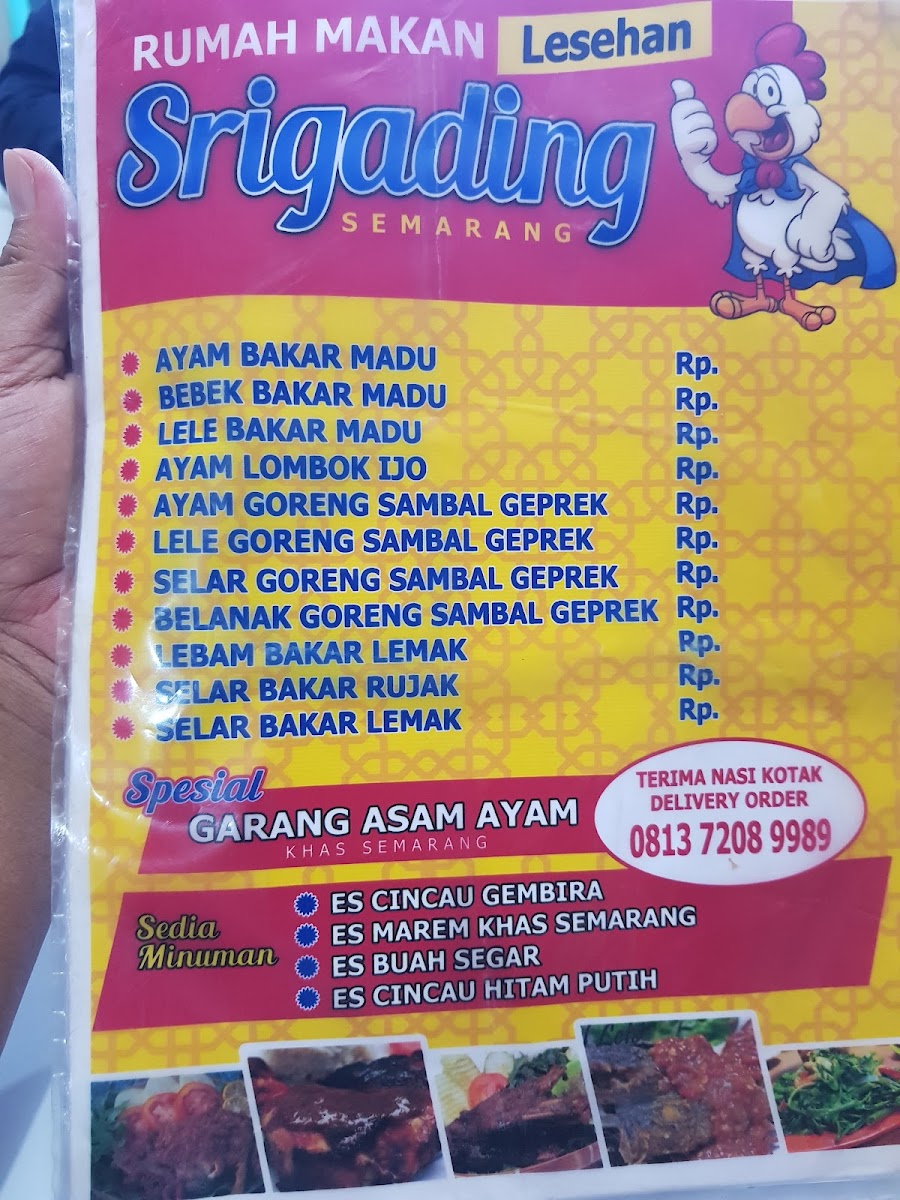 RUMAH MAKAN Lesehan
Srigading
SEMARANG
AYAM BAKAR MADU Rp.
BEBEK BAKAR MADU Rp.
LELE BAKAR MADU Rp.
AYAM LOMBOK IJO Rp.
AYAM GORENG SAMBAL GEPREK Rp.
LELE GORENG SAMBAL GEPREK Rp.
SELAR GORENG SAMBAL GEPREK Rp.
BELANAK GORENG SAMBAL GEPREK Rp.
LEBAM BAKAR LEMAK Rp.
SELAR BAKAR RUJAK Rp.
SELAR BAKAR LEMAK Rp.
Spesial
GARANG ASAM AYAM
KHAS SEMARANG
TERIMA NASI KOTAK
DELIVERY ORDER
0813 7208 9989
Sedia
Minuman
ES CINCAU GEMBIRA
ES MAREM KHAS SEMARANG
ES BUAH SEGAR
ES CINCAU HITAM PUTIH